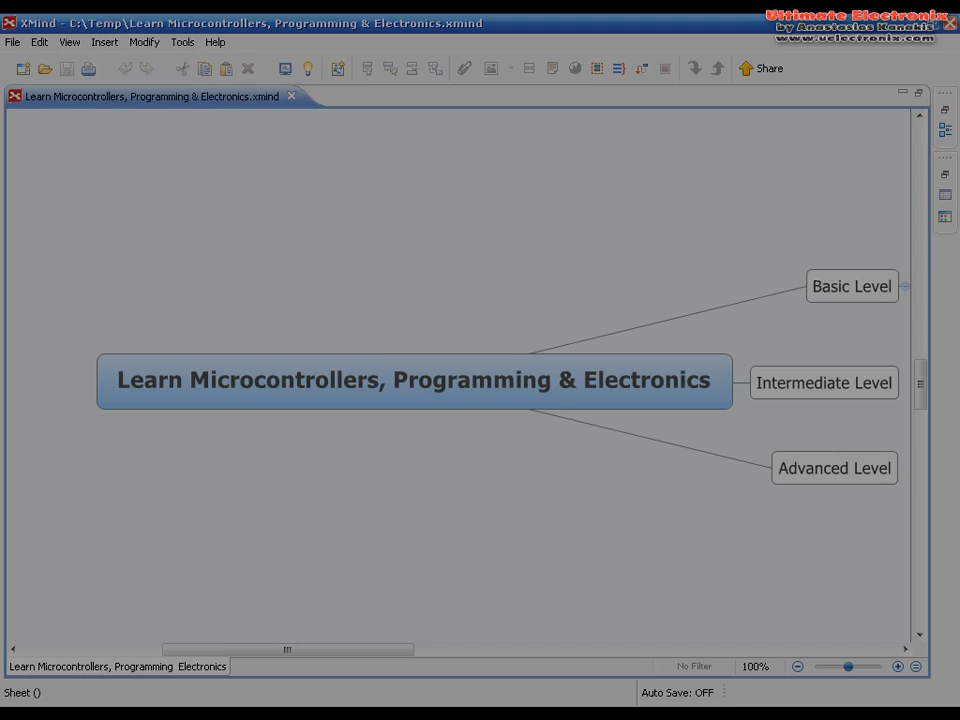 XMind - C:\Temp\Learn Microcontrollers, Programming & Electronics.xmind
Ultimate Electronix
by Anastasios Kanakis
www.uelectronix.com
File Edit View Insert Modify Tools Help
Share
Learn Microcontrollers, Programming & Electronics.xmind
Basic Level
Learn Microcontrollers, Programming & Electronics
Intermediate Level
Advanced Level
Learn Microcontrollers, Programming  Electronics
No Filter
100%
Sheet ()
Auto Save: OFF